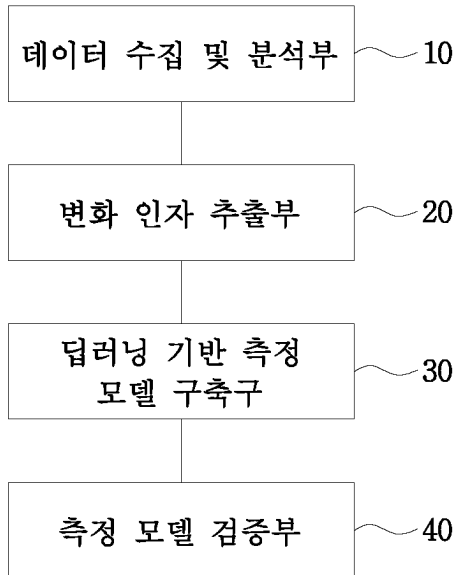 데이터 수집 및 분석부 10
변화 인자 추출부 20
딥러닝 기반 측정
모델 구축구 30
측정 모델 검증부 40